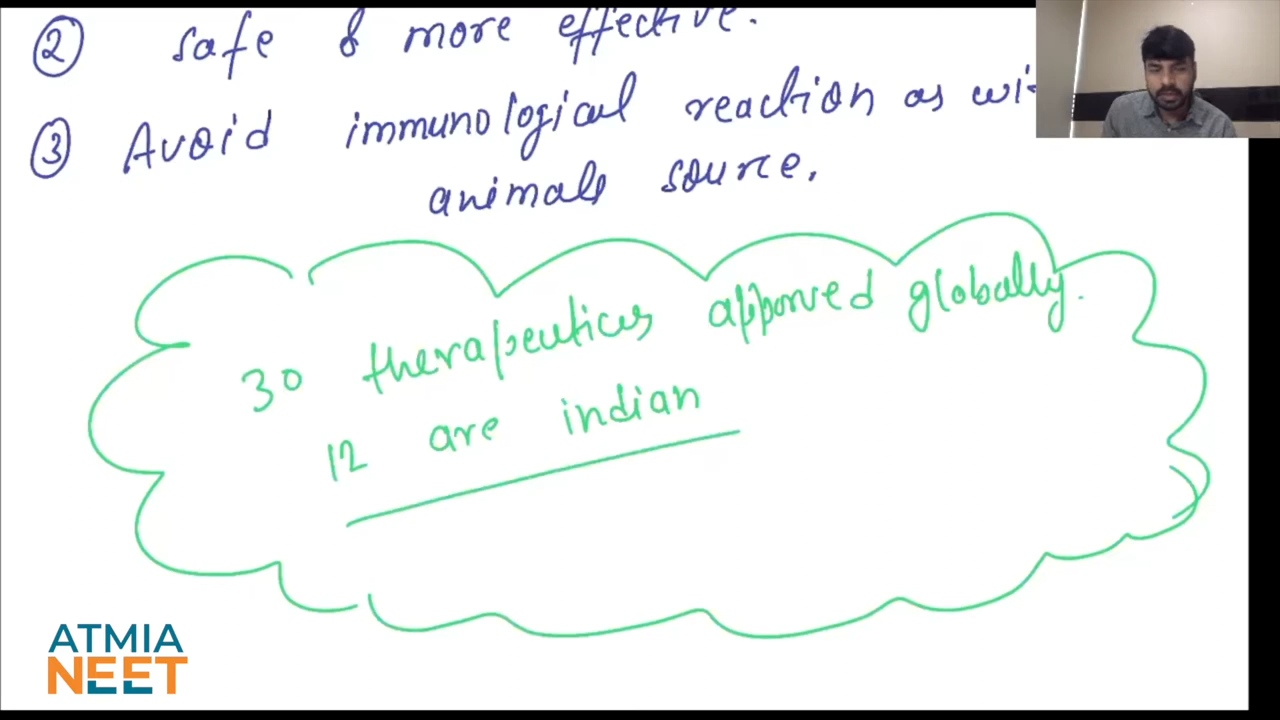 ② safe & more effective.
③ Avoid immunological reaction as wi
animals source.
30 therapeutics apporved globally.
12 are indian
ATMIA
NEET